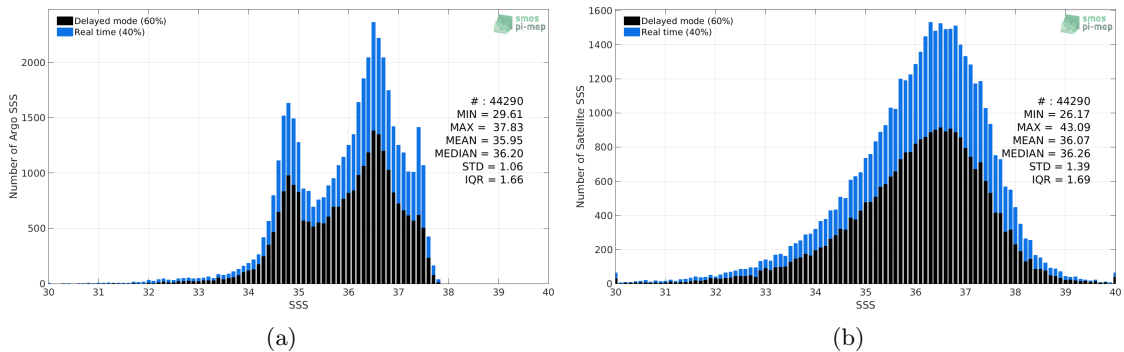 Delayed mode (60%)
Real time (40%)
smos
pi-mep
Number of Argo SSS
2000
1500
1000
500
0
# : 44290
MIN = 29.61
MAX = 37.83
MEAN = 35.95
MEDIAN = 36.20
STD = 1.06
IQR = 1.66
30 31 32 33 34 35 36 37 38 39 40
SSS
(a)
Delayed mode (60%)
Real time (40%)
smos
pi-mep
Number of Satellite SSS
1600
1400
1200
1000
800
600
400
200
0
# : 44290
MIN = 26.17
MAX = 43.09
MEAN = 36.07
MEDIAN = 36.26
STD = 1.39
IQR = 1.69
30 31 32 33 34 35 36 37 38 39 40
SSS
(b)